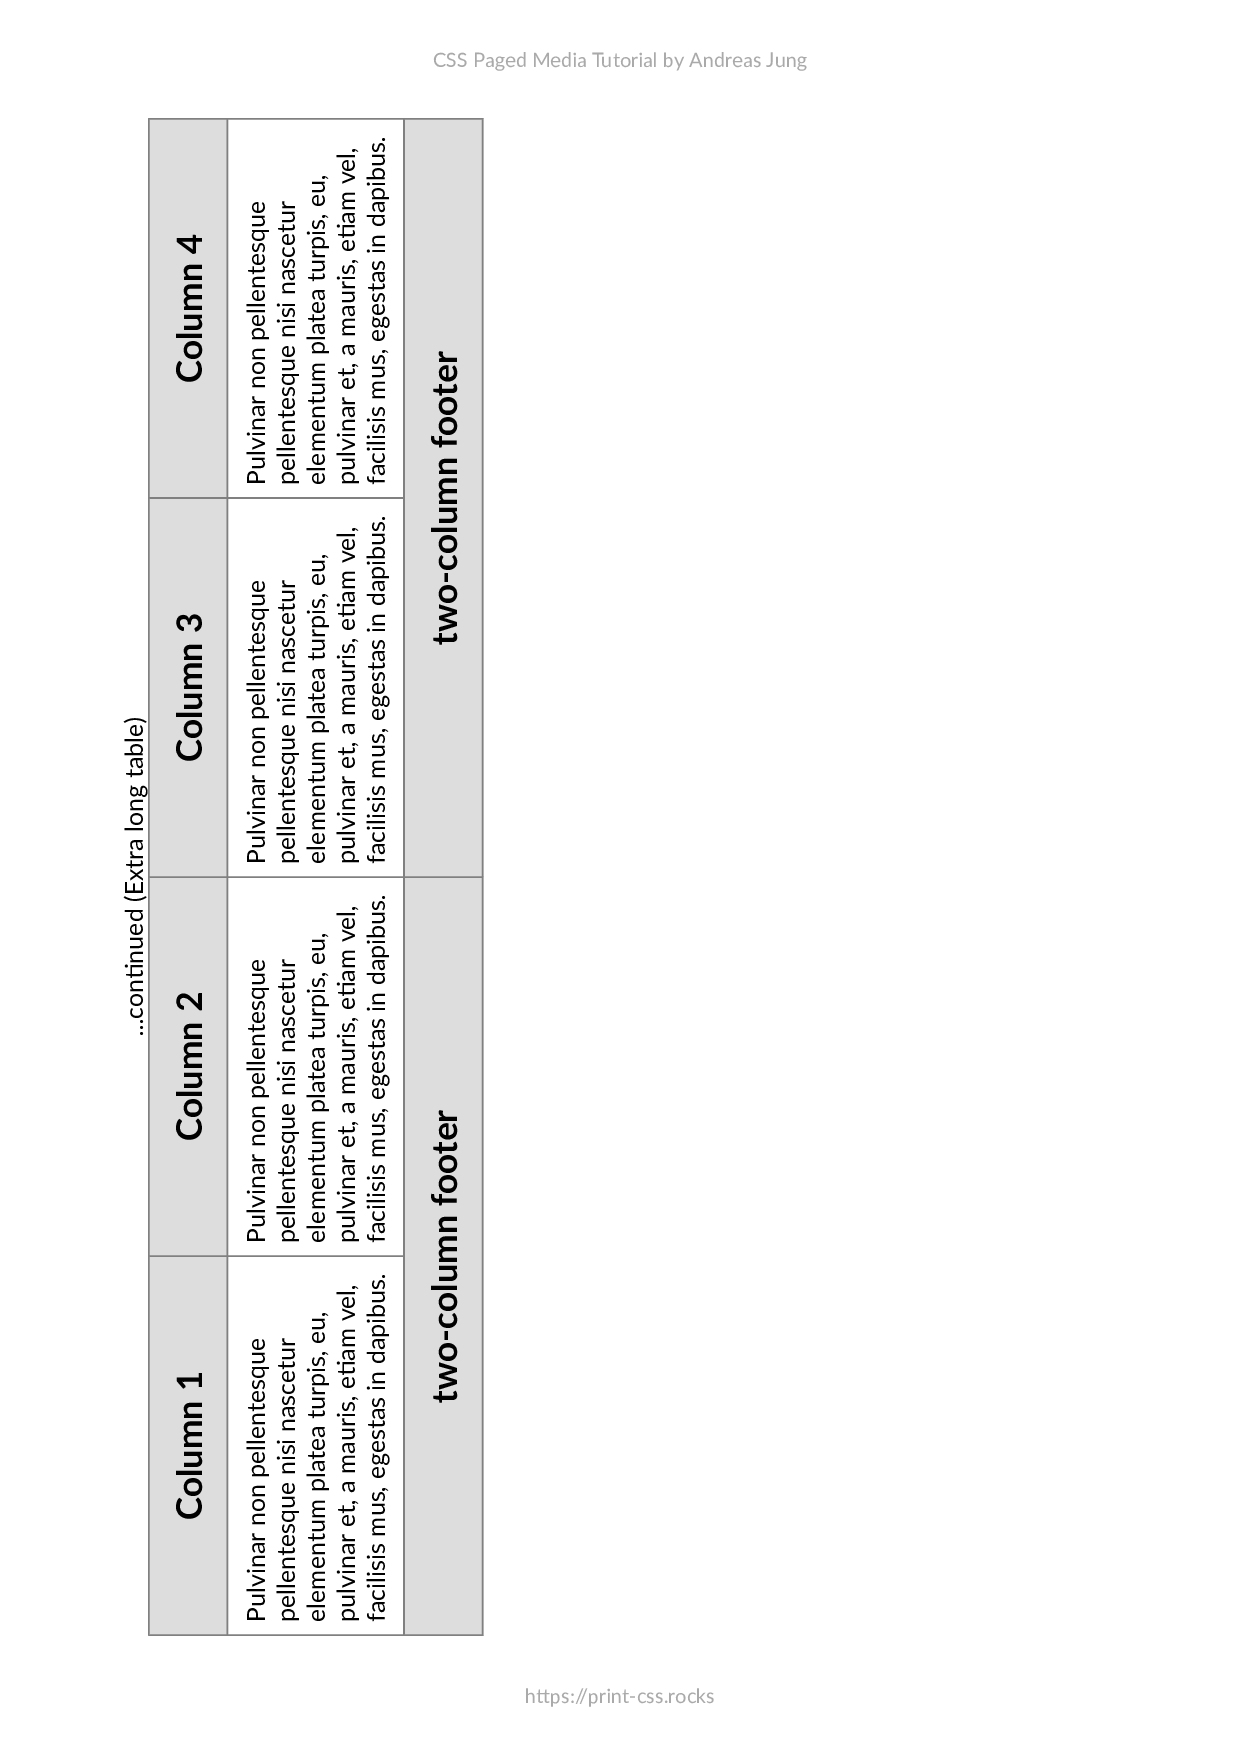 CSS Paged Media Tutorial by Andreas Jung
...continued (Extra long table)
Column 1
Column 2
Column 3
Column 4
Pulvinar non pellentesque
pellentesque nisi nascetur
elementum platea turpis, eu,
pulvinar et, a mauris, etiam vel,
facilisis mus, egestas in dapibus.
Pulvinar non pellentesque
pellentesque nisi nascetur
elementum platea turpis, eu,
pulvinar et, a mauris, etiam vel,
facilisis mus, egestas in dapibus.
Pulvinar non pellentesque
pellentesque nisi nascetur
elementum platea turpis, eu,
pulvinar et, a mauris, etiam vel,
facilisis mus, egestas in dapibus.
Pulvinar non pellentesque
pellentesque nisi nascetur
elementum platea turpis, eu,
pulvinar et, a mauris, etiam vel,
facilisis mus, egestas in dapibus.
two-column footer
two-column footer
https://print-css.rocks